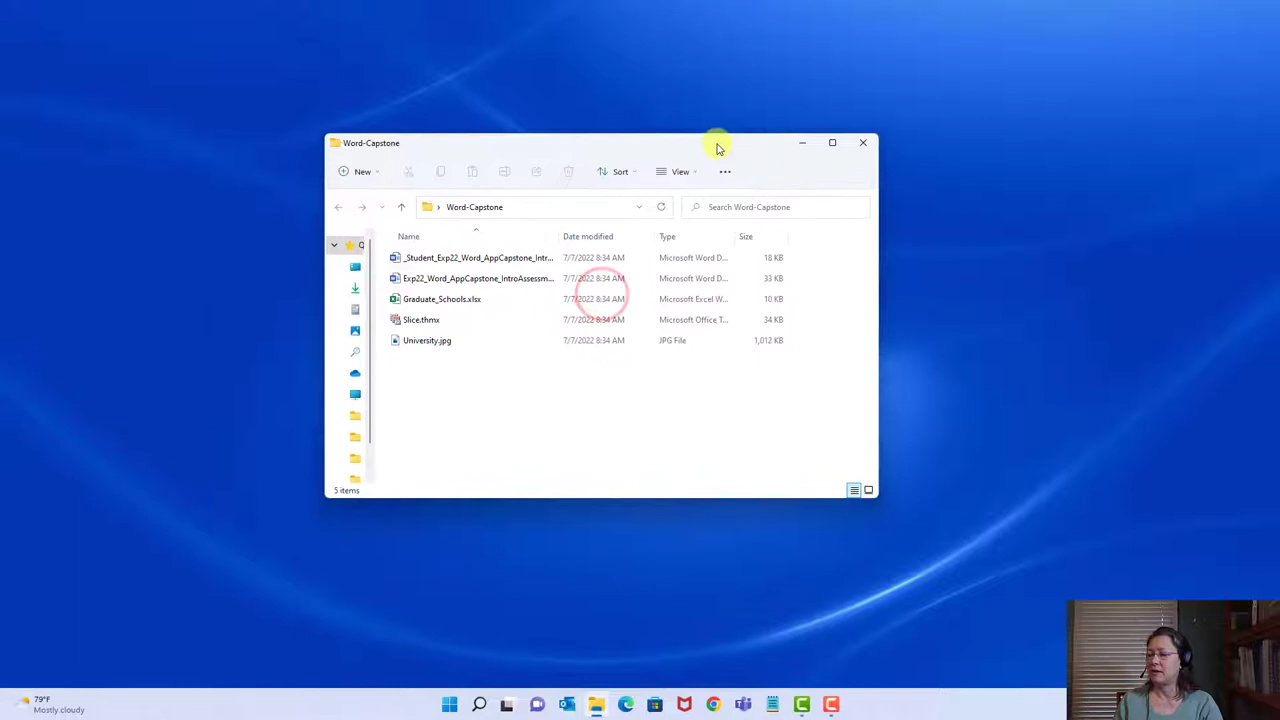 Word-Capstone
New
Sort
View
Word-Capstone
Search Word-Capstone
Name
Date modified
Type
Size
_Student_Exp22_Word_AppCapstone_Intr...
7/7/2022 8:34 AM
Microsoft Word D...
18 KB
Exp22_Word_AppCapstone_IntroAssessm...
7/7/2022 8:34 AM
Microsoft Word D...
33 KB
Graduate_Schools.xlsx
7/7/2022 8:34 AM
Microsoft Excel W...
10 KB
Slice.thmx
7/7/2022 8:34 AM
Microsoft Office T...
34 KB
University.jpg
7/7/2022 8:34 AM
JPG File
1,012 KB
5 items
79°F
Mostly cloudy